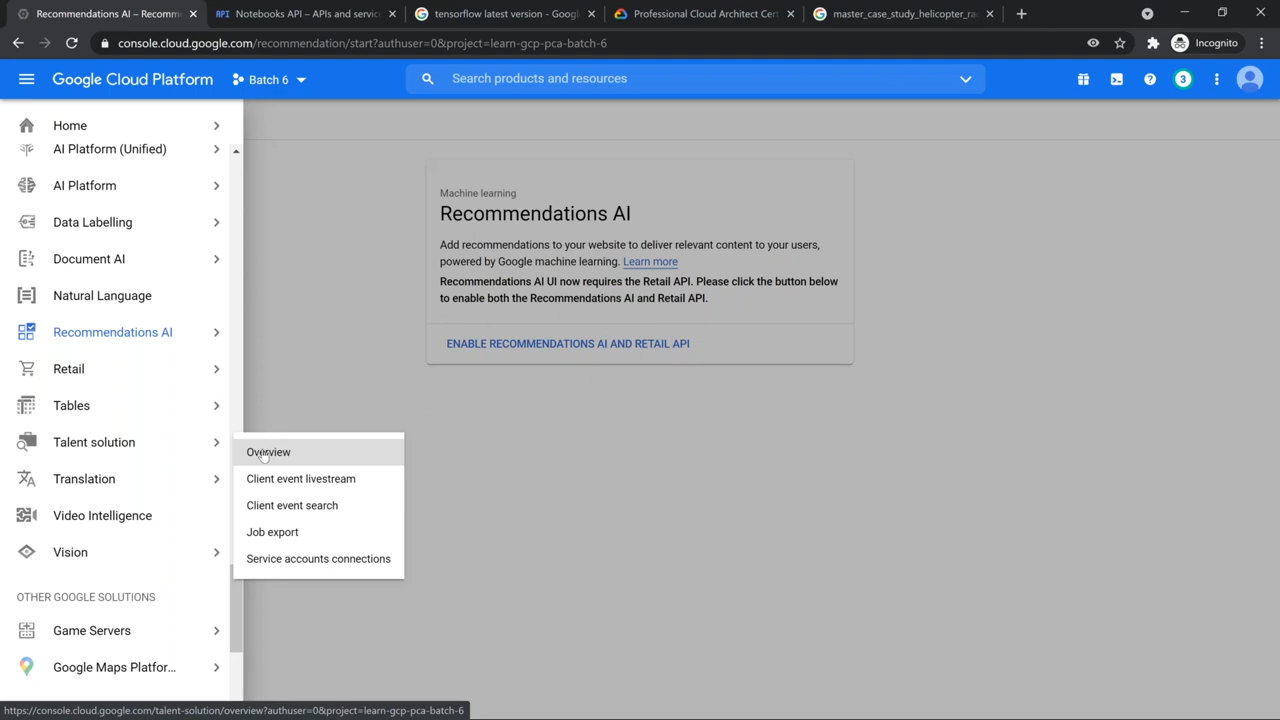 Recommendations AI – Recomm
RPI Notebooks API – APIs and servic
tensorflow latest version - Googl
Professional Cloud Architect Cert
master_case_study_helicopter_ra
console.cloud.google.com/recommendation/start?authuser=0&project=learn-gcp-pca-batch-6
Incognito
Google Cloud Platform
Batch 6
Search products and resources
3
Home
AI Platform (Unified)
AI Platform
Data Labelling
Document AI
Natural Language
Recommendations AI
Retail
Tables
Talent solution
Translation
Video Intelligence
Vision
OTHER GOOGLE SOLUTIONS
Game Servers
Google Maps Platfor...
Overview
Client event livestream
Client event search
Job export
Service accounts connections
Machine learning
Recommendations AI
Add recommendations to your website to deliver relevant content to your users,
powered by Google machine learning. Learn more
Recommendations AI UI now requires the Retail API. Please click the button below
to enable both the Recommendations AI and Retail API.
ENABLE RECOMMENDATIONS AI AND RETAIL API
https://console.cloud.google.com/talent-solution/overview?authuser=0&project=learn-gcp-pca-batch-6